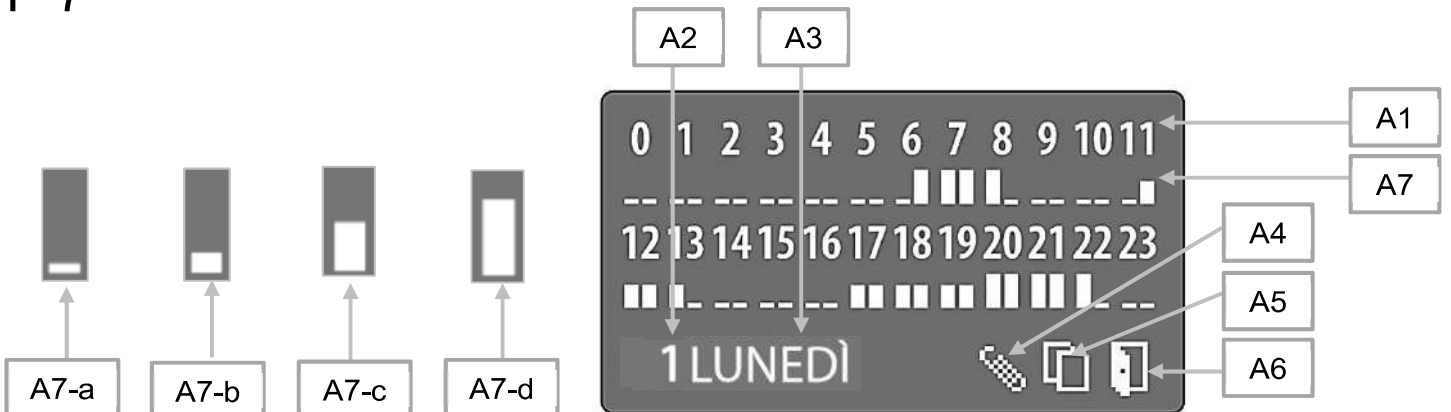 A2 A3
0 1 2 3 4 5 6 7 8 9 10 11 A1
A7
12 13 14 15 16 17 18 19 20 21 22 23 A4
A5
1 LUNEDÌ
A7-a A7-b A7-c A7-d A6